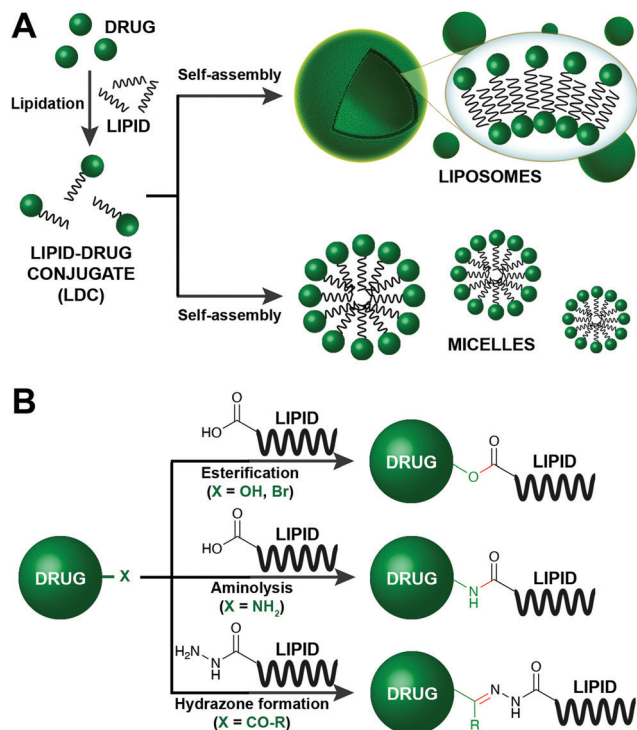 A
DRUG
Lipidation
LIPID
LIPID-DRUG
CONJUGATE
(LDC)
Self-assembly
LIPOSOMES
Self-assembly
MICELLES
B
DRUG
X
HO
O
LIPID
Esterification
(X = OH, Br)
DRUG
O
O
LIPID
HO
O
LIPID
Aminolysis
(X = NH₂)
DRUG
N
H
O
LIPID
H₂N
N
H
O
LIPID
Hydrazone formation
(X = CO-R)
DRUG
R
N
N
H
O
LIPID